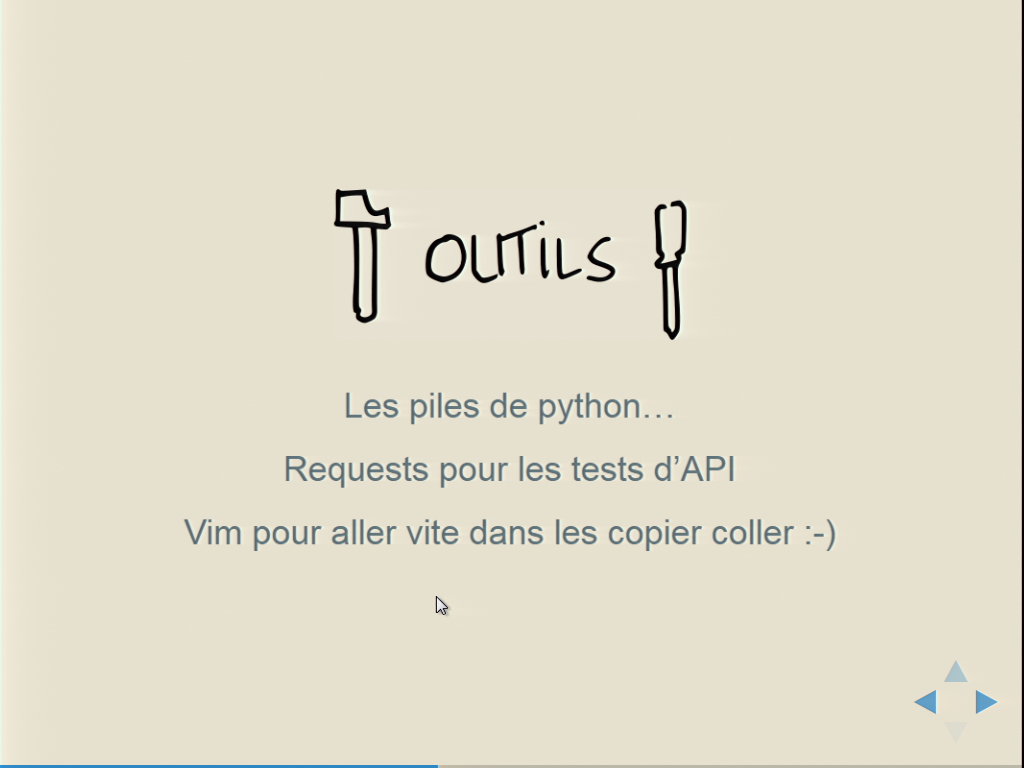 OUTILS
Les piles de python…
Requests pour les tests d’API
Vim pour aller vite dans les copier coller :-)